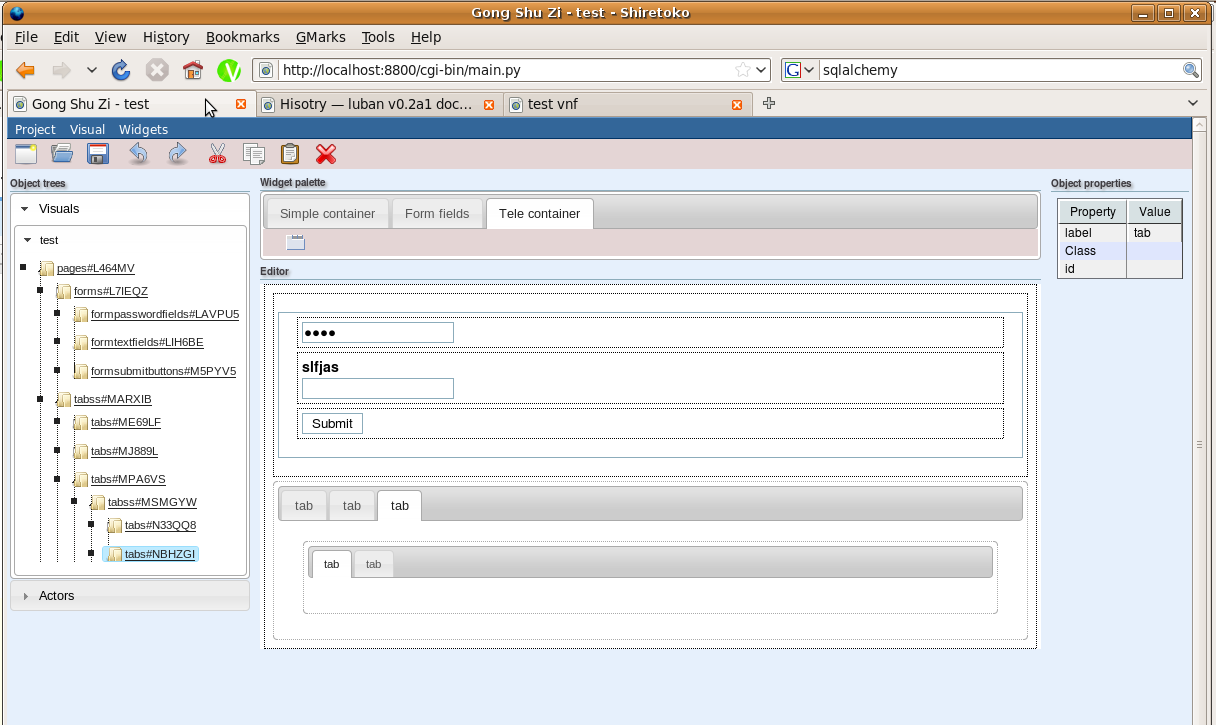 Gong Shu Zi - test - Shiretoko
File Edit View History Bookmarks GMarks Tools Help
http://localhost:8800/cgi-bin/main.py
sqlalchemy
Gong Shu Zi - test
Hisotry — luban v0.2a1 doc...
test vnf
Project Visual Widgets
Object trees
Visuals
test
pages#L464MV
forms#L7IEQZ
formpasswordfields#LAVPU5
formtextfields#LIH6BE
formsubmitbuttons#M5PYV5
tabss#MARXIB
tabs#ME69LF
tabs#MJ889L
tabs#MPA6VS
tabss#MSMGYW
tabs#N33QQ8
tabs#NBHZGI
Actors
Widget palette
Simple container Form fields Tele container
Editor
••••
slfjas
Submit
tab tab tab
tab tab
Object properties
Property Value
label tab
Class
id